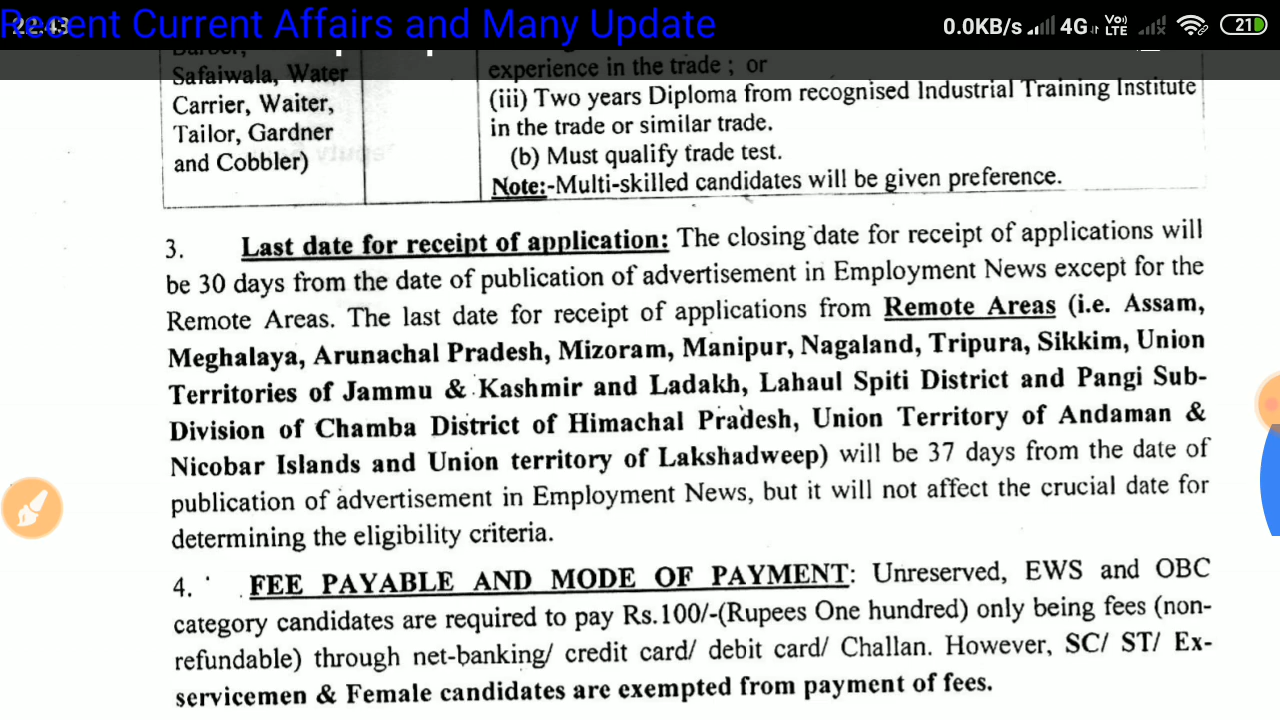 Recent Current Affairs and Many Update
22.43
0.0KB/s 4G Vo) LTE 21
Safaiwala, Water
Carrier, Waiter,
Tailor, Gardner
and Cobbler)
experience in the trade ; or
(iii) Two years Diploma from recognised Industrial Training Institute
in the trade or similar trade.
(b) Must qualify trade test.
Note:-Multi-skilled candidates will be given preference.
3. Last date for receipt of application: The closing date for receipt of applications will
be 30 days from the date of publication of advertisement in Employment News except for the
Remote Areas. The last date for receipt of applications from Remote Areas (i.e. Assam,
Meghalaya, Arunachal Pradesh, Mizoram, Manipur, Nagaland, Tripura, Sikkim, Union
Territories of Jammu & Kashmir and Ladakh, Lahaul Spiti District and Pangi Sub-
Division of Chamba District of Himachal Pradesh, Union Territory of Andaman &
Nicobar Islands and Union territory of Lakshadweep) will be 37 days from the date of
publication of advertisement in Employment News, but it will not affect the crucial date for
determining the eligibility criteria.
4. FEE PAYABLE AND MODE OF PAYMENT: Unreserved, EWS and OBC
category candidates are required to pay Rs.100/-(Rupees One hundred) only being fees (non-
refundable) through net-banking/ credit card/ debit card/ Challan. However, SC/ ST/ Ex-
servicemen & Female candidates are exempted from payment of fees.